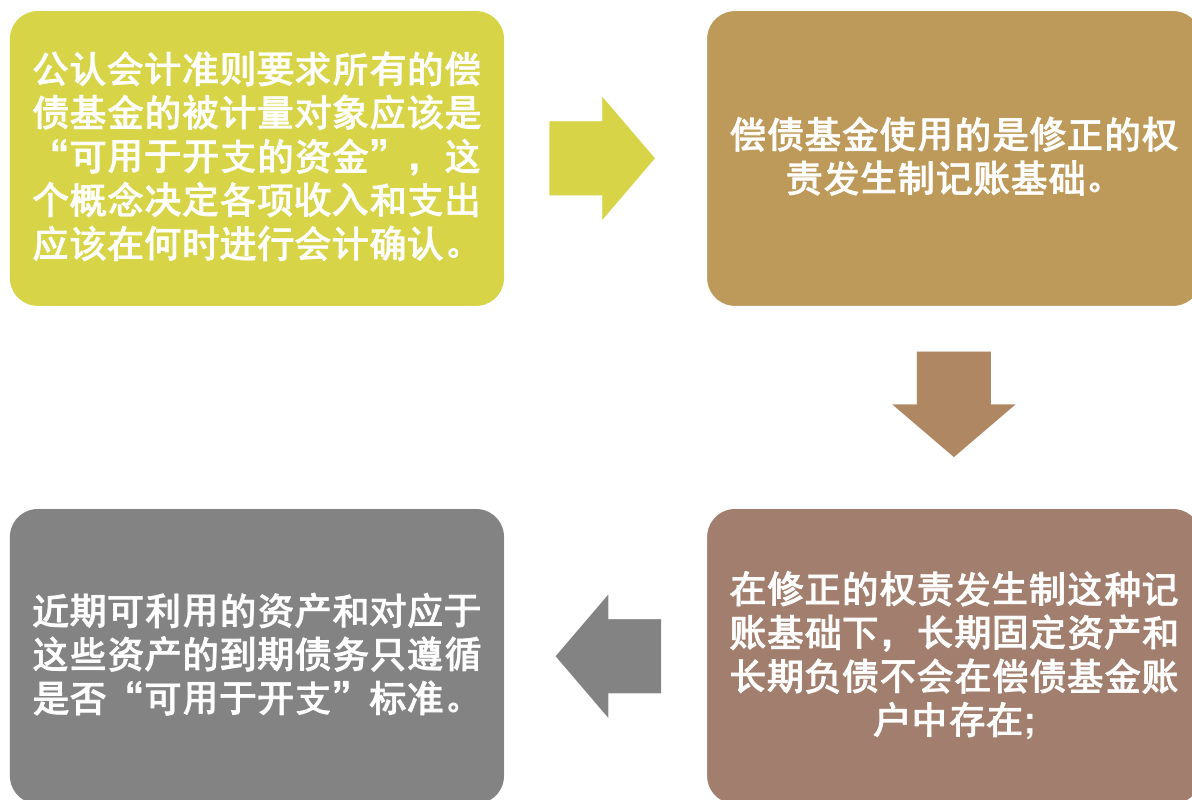 公认会计准则要求所有的偿
债基金的被计量对象应该是
“可用于开支的资金”，这
个概念决定各项收入和支出
应该在何时进行会计确认。
偿债基金使用的是修正的权
责发生制记账基础。
在修正的权责发生制这种记
账基础下，长期固定资产和
长期负债不会在偿债基金账
户中存在;
近期可利用的资产和对应于
这些资产的到期债务只遵循
是否“可用于开支”标准。